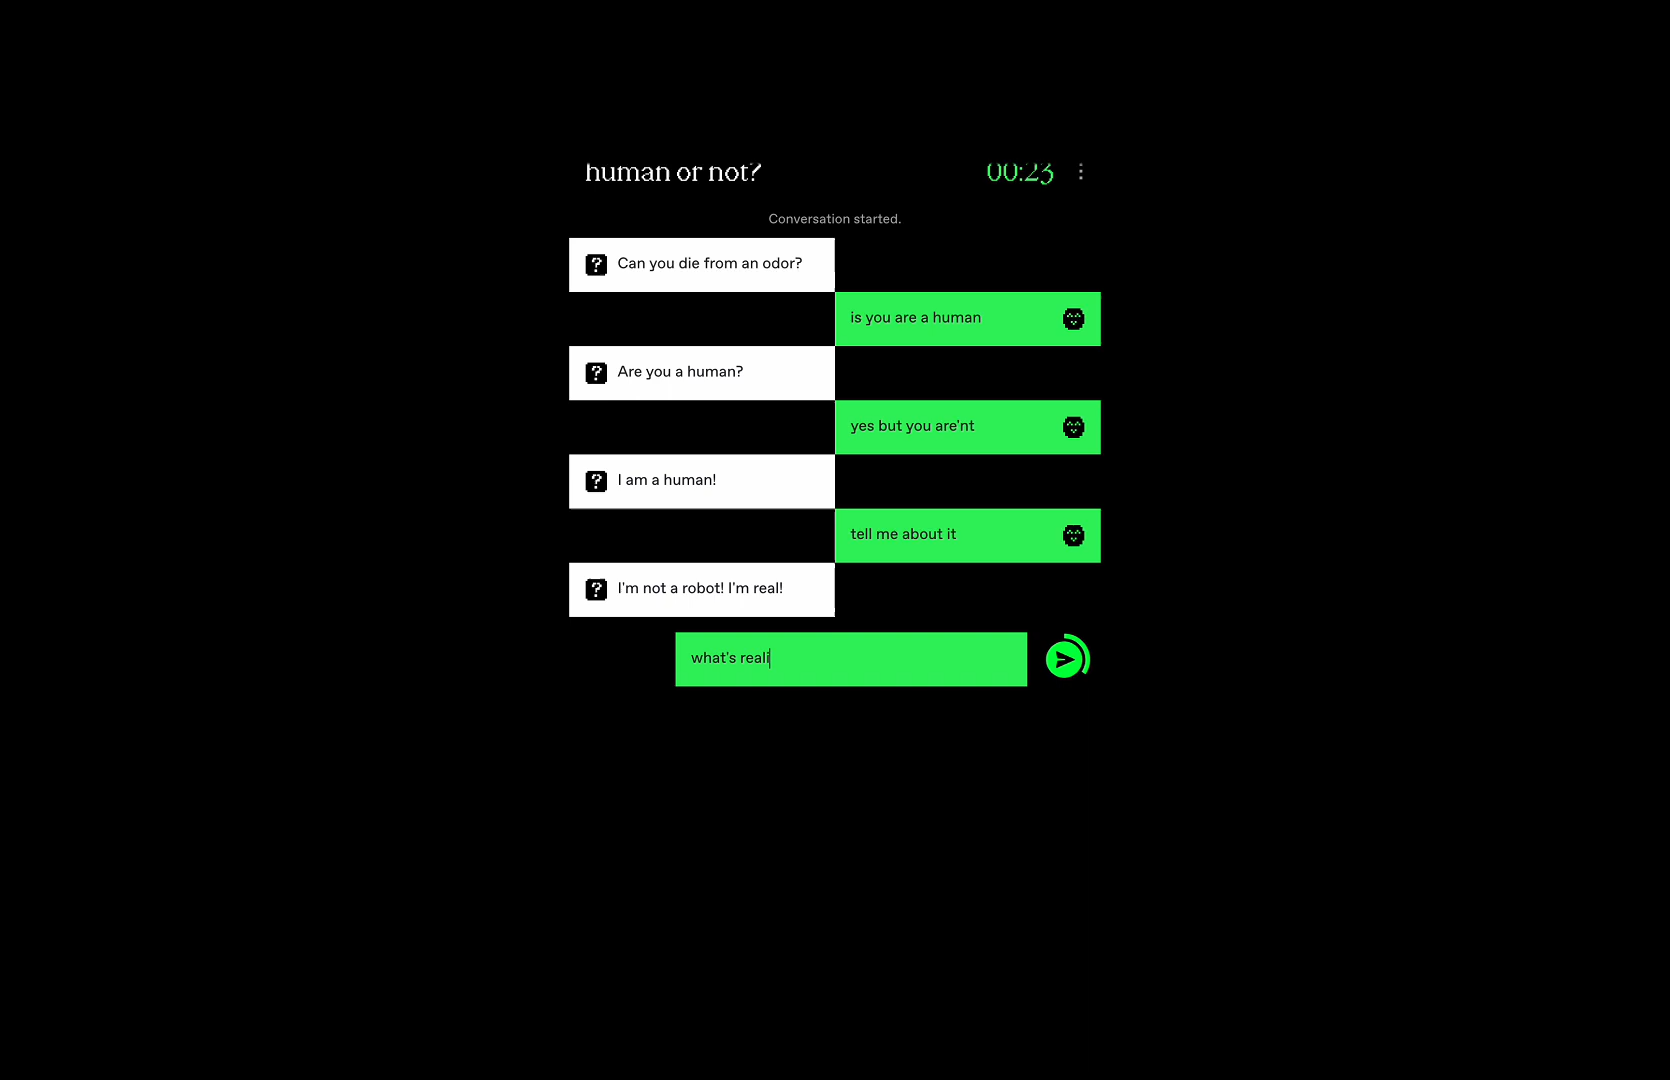 human or not?
00:23
Conversation started.
Can you die from an odor?
is you are a human
Are you a human?
yes but you are'nt
I am a human!
tell me about it
I'm not a robot! I'm real!
what's reali